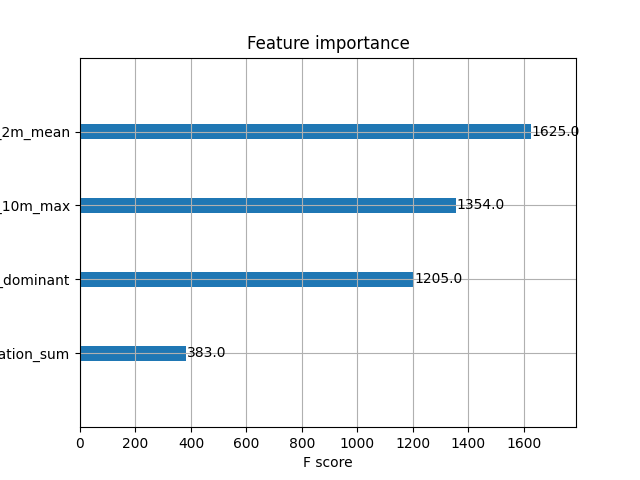 Feature importance
_2m_mean
1625.0
_10m_max
1354.0
_dominant
1205.0
ation_sum
383.0
0 200 400 600 800 1000 1200 1400 1600
F score